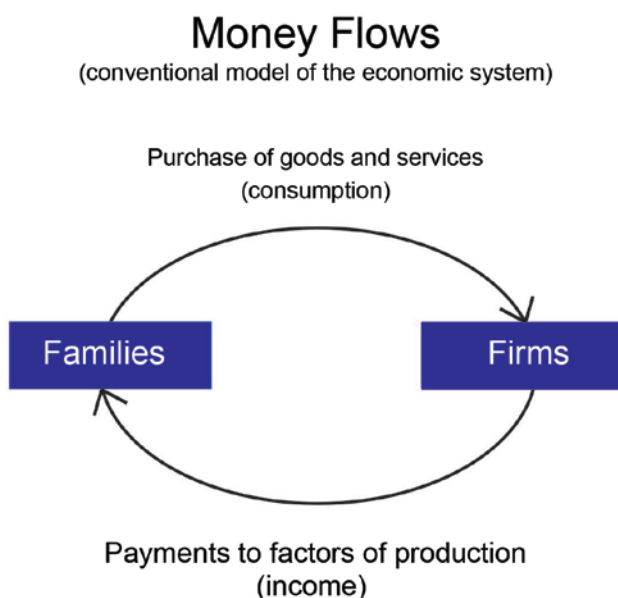 Money Flows
(conventional model of the economic system)
Purchase of goods and services
(consumption)
Families
Firms
Payments to factors of production
(income)